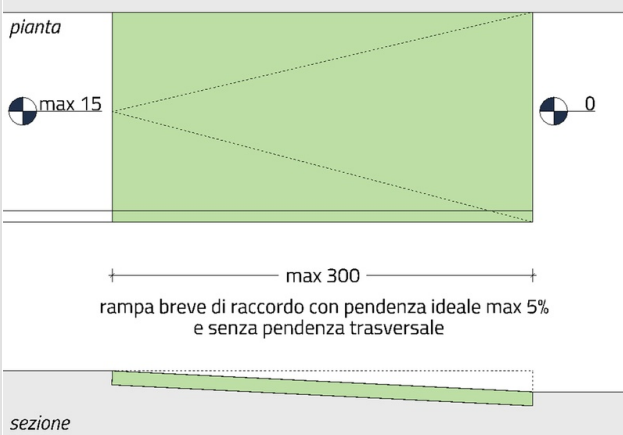 pianta
max 15
0
max 300
rampa breve di raccordo con pendenza ideale max 5%
e senza pendenza trasversale
sezione